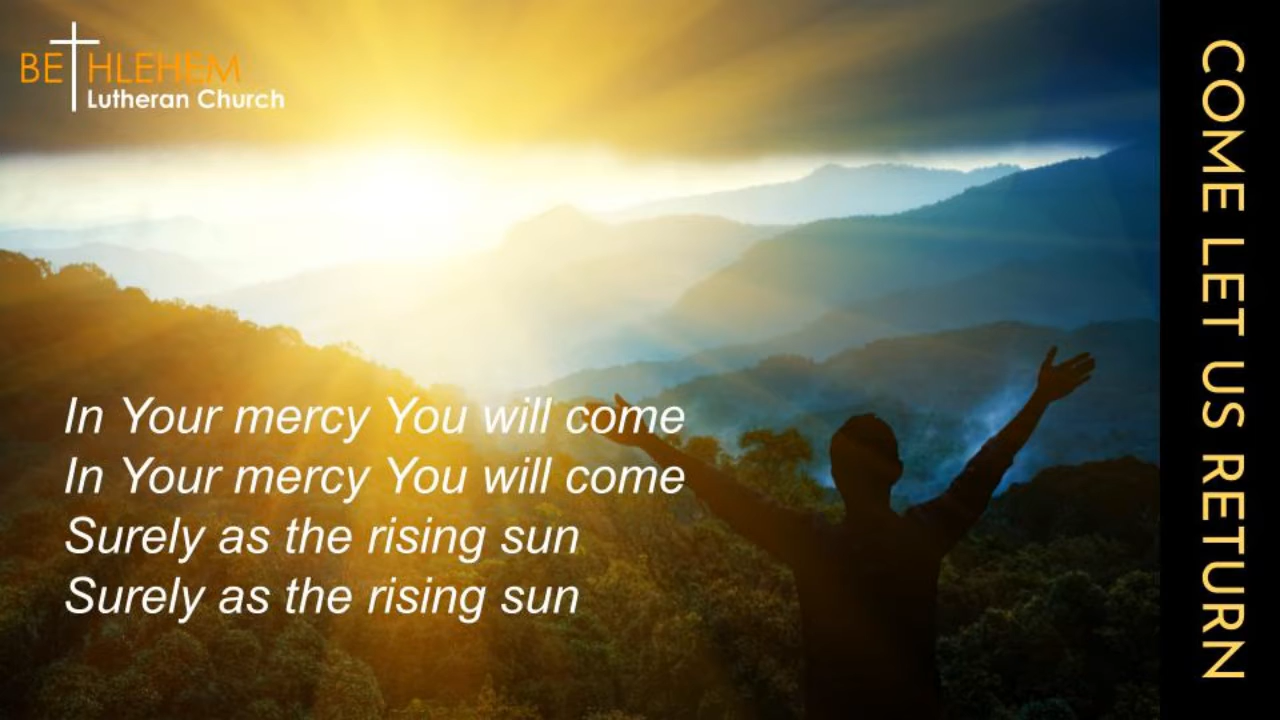 BETHLEHEM
Lutheran Church
In Your mercy You will come
In Your mercy You will come
Surely as the rising sun
Surely as the rising sun
COME LET US RETURN